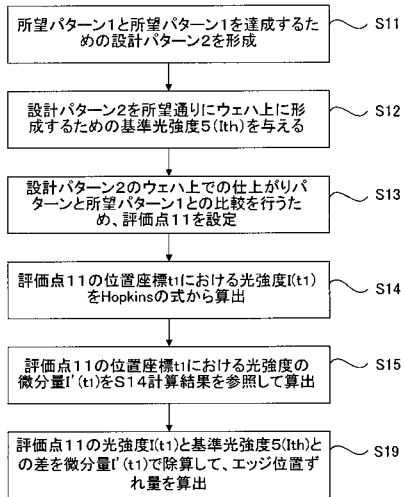 所望パターン1と所望パターン1を達成するた
めの設計パターン2を形成
S11
設計パターン2を所望通りにウェハ上に形
成するための基準光強度5(Ith)を与える
S12
設計パターン2のウェハ上での仕上がりパ
ターンと所望パターン1との比較を行うた
め、評価点11を設定
S13
評価点11の位置座標t1における光強度I(t1)
をHopkinsの式から算出
S14
評価点11の位置座標t1における光強度の
微分量I'(t1)をS14計算結果を参照して算出
S15
評価点11の光強度I(t1)と基準光強度5(Ith)と
の差を微分量I'(t1)で除算して、エッジ位置ず
れ量を算出
S19